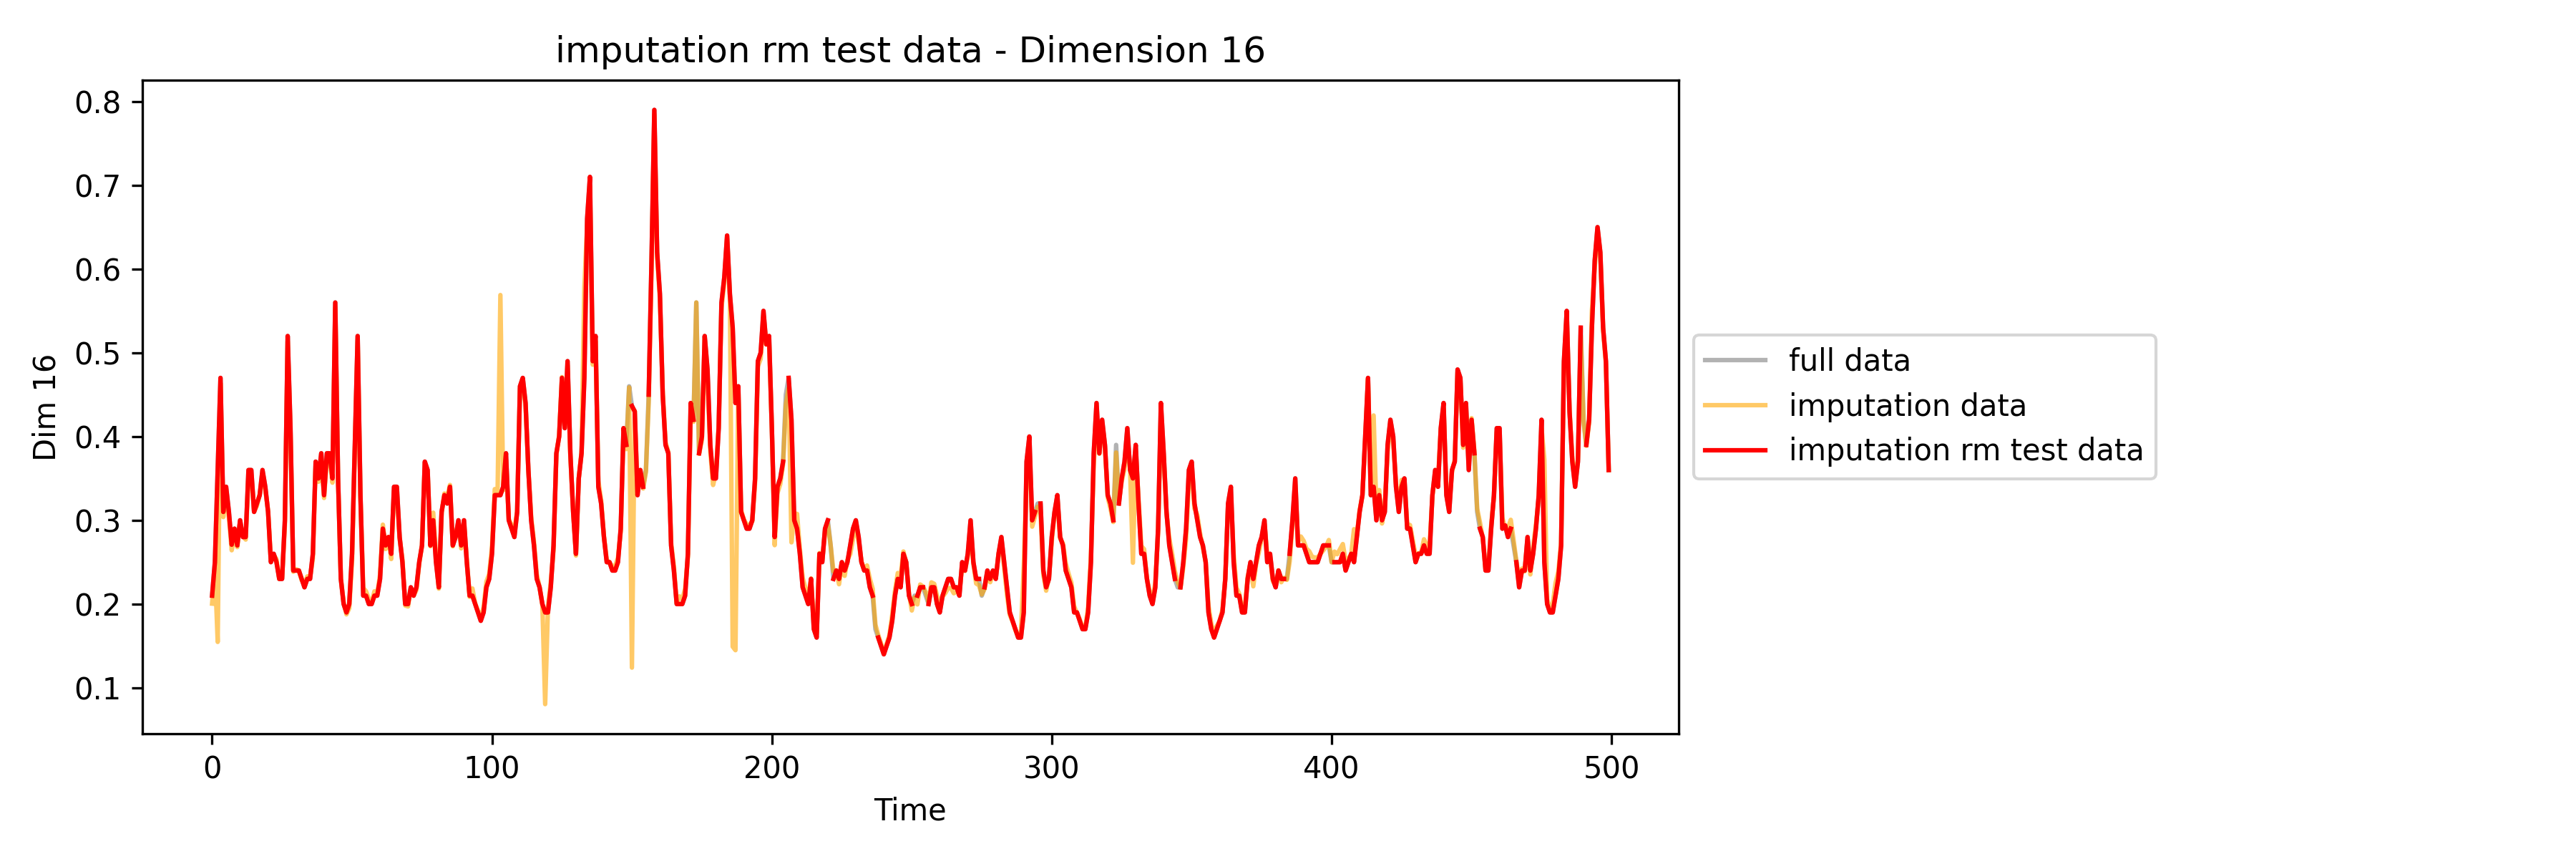 imputation rm test data - Dimension 16
0.8
0.7
0.6
0.5
0.4
0.3
0.2
0.1
Dim 16
0 100 200 300 400 500
Time
full data
imputation data
imputation rm test data